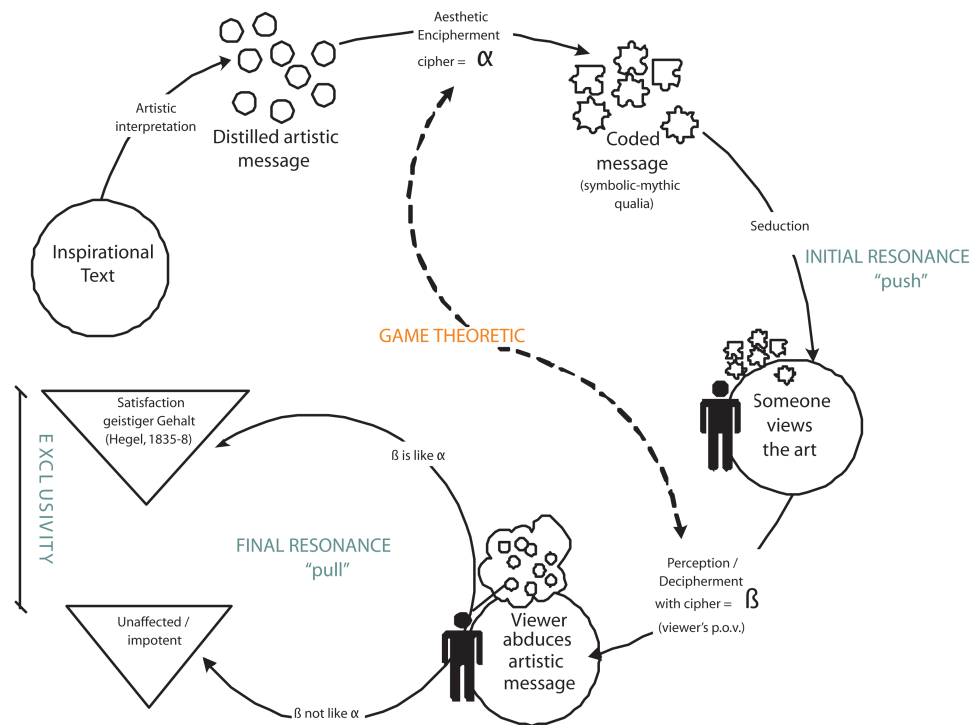 Aesthetic
Encipherment
cipher = α
Artistic
interpretation
Distilled artistic
message
Coded
message
(symbolic-mythic
qualia)
Inspirational
Text
Seduction
INITIAL RESONANCE
“push”
GAME THEORETIC
Someone
views
the art
Satisfaction
geistiger Gehalt
(Hegel, 1835-8)
EXCLUSIVITY
ß is like α
FINAL RESONANCE
“pull”
Perception /
Decipherment
with cipher = ß
(viewer's p.o.v.)
Unaffected /
impotent
Viewer
abduces
artistic
message
ß not like α